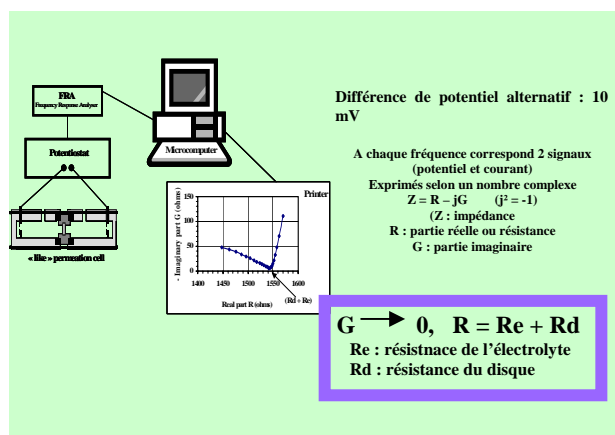 FRA
Frequency Response Analyser
Potentiostat
« like » permeation cell
Microcomputer
Printer
- Imaginary part G (ohms)
150
100
50
0
1400 1450 1500 1550 1600
Real part R (ohms)
(Rd + Re)
Différence de potentiel alternatif : 10
mV
A chaque fréquence correspond 2 signaux
(potentiel et courant)
Exprimés selon un nombre complexe
Z = R – jG (j² = -1)
(Z : impédance
R : partie réelle ou résistance
G : partie imaginaire
G → 0, R = Re + Rd
Re : résistnace de l’électrolyte
Rd : résistance du disque